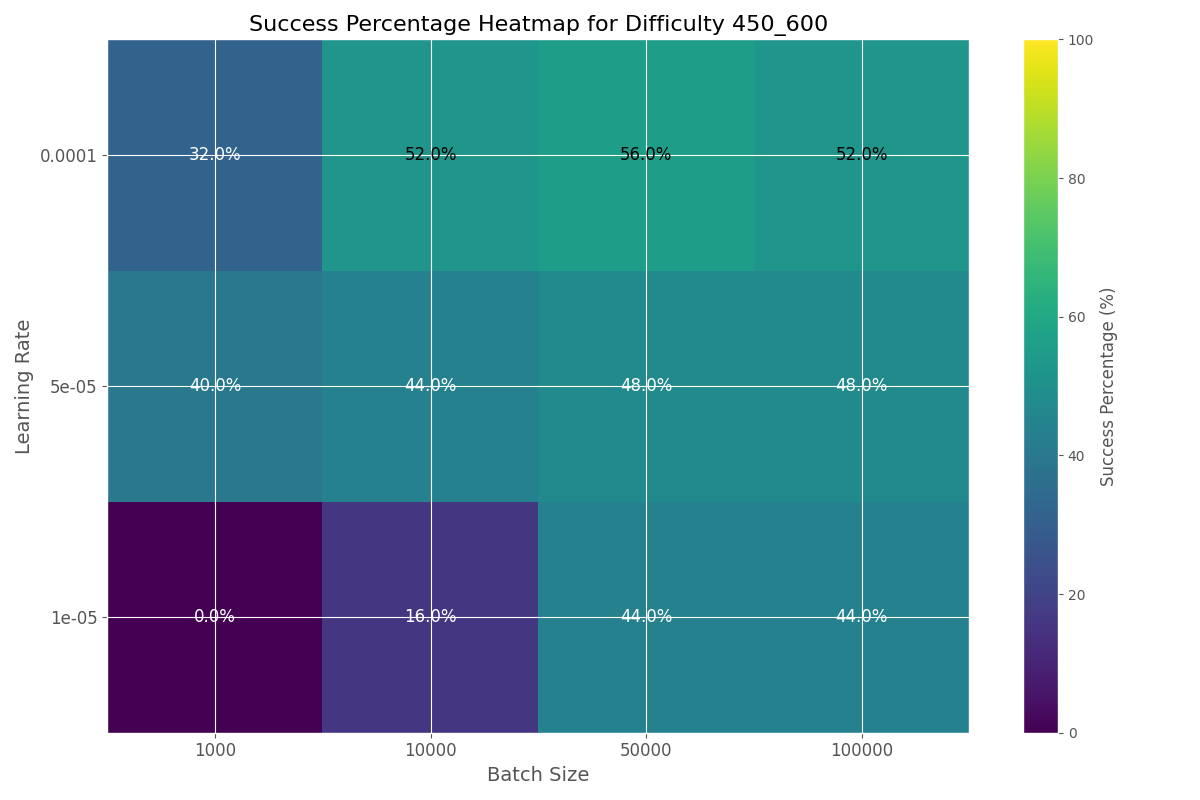 Success Percentage Heatmap for Difficulty 450_600
Learning Rate
0.0001
32.0% 52.0% 56.0% 52.0%
5e-05
40.0% 44.0% 48.0% 48.0%
1e-05
0.0% 16.0% 44.0% 44.0%
1000 10000 50000 100000
Batch Size
100
80
60
40
20
0
Success Percentage (%)